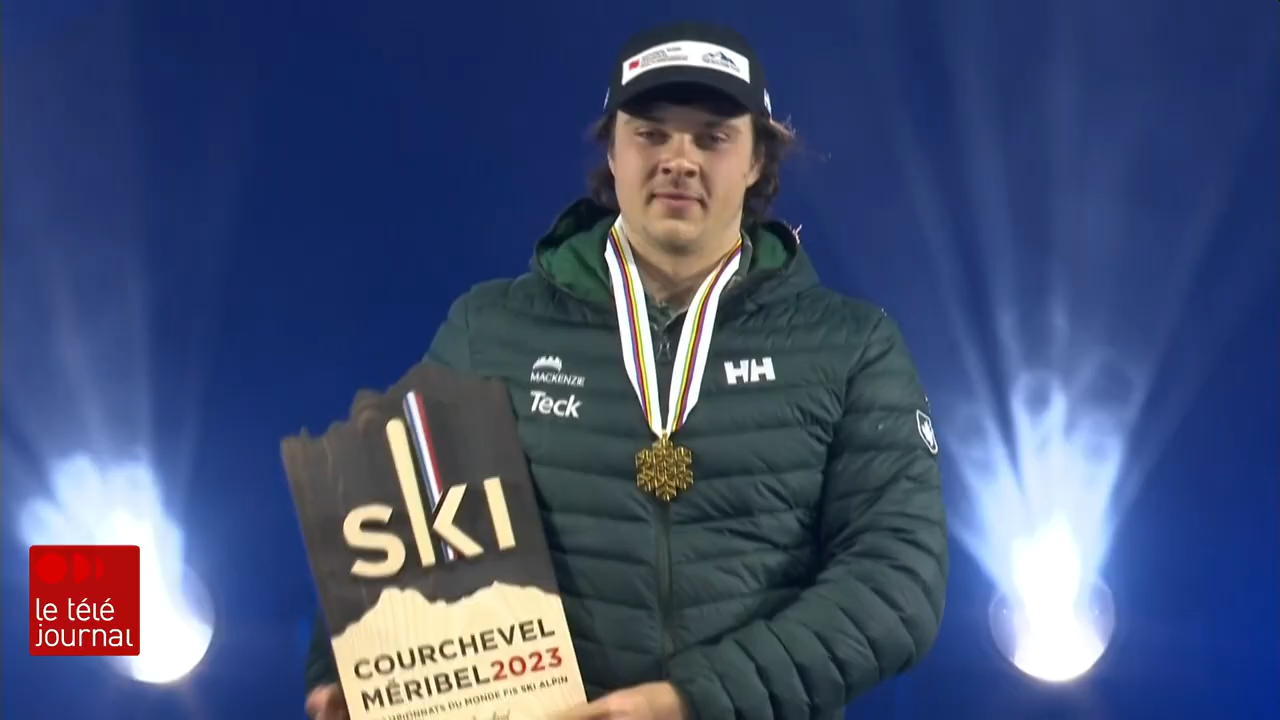 MACKENZIE
Teck
HH
SKI
COURCHEVEL
MÉRIBEL2023
CHAMPIONNATS DU MONDE FIS SKI ALPIN
le télé
journal